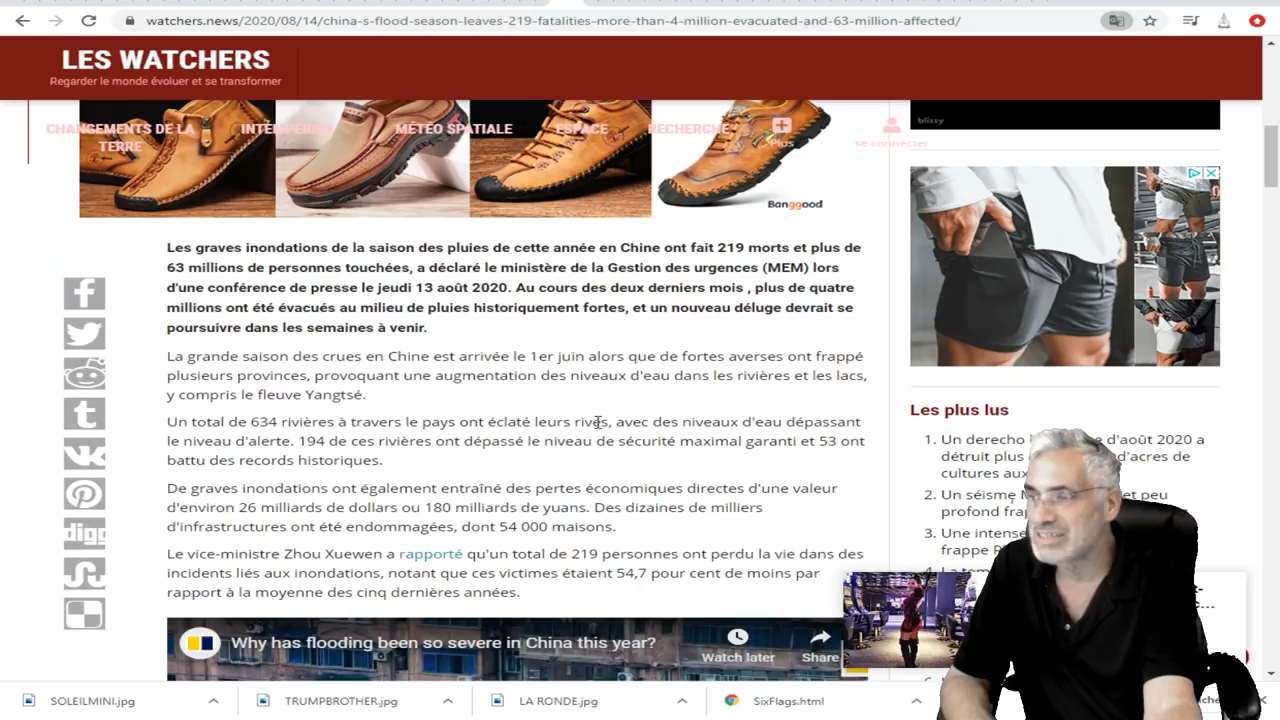 watchers.news/2020/08/14/china-s-flood-season-leaves-219-fatalities-more-than-4-million-evacuated-and-63-million-affected/
LES WATCHERS
Regarder le monde évoluer et se transformer
CHANGEMENTS DE LA
TERRE
MÉTÉO SPATIALE
ESPACE
RECHERCHE
Plus
se connecter
Banggood
blissy
Les graves inondations de la saison des pluies de cette année en Chine ont fait 219 morts et plus de
63 millions de personnes touchées, a déclaré le ministère de la Gestion des urgences (MEM) lors
d'une conférence de presse le jeudi 13 août 2020. Au cours des deux derniers mois , plus de quatre
millions ont été évacués au milieu de pluies historiquement fortes, et un nouveau déluge devrait se
poursuivre dans les semaines à venir.
La grande saison des crues en Chine est arrivée le 1er juin alors que de fortes averses ont frappé
plusieurs provinces, provoquant une augmentation des niveaux d'eau dans les rivières et les lacs,
y compris le fleuve Yangtsé.
Un total de 634 rivières à travers le pays ont éclaté leurs rives, avec des niveaux d'eau dépassant
le niveau d'alerte. 194 de ces rivières ont dépassé le niveau de sécurité maximal garanti et 53 ont
battu des records historiques.
De graves inondations ont également entraîné des pertes économiques directes d'une valeur
d'environ 26 milliards de dollars ou 180 milliards de yuans. Des dizaines de milliers
d'infrastructures ont été endommagées, dont 54 000 maisons.
Le vice-ministre Zhou Xuewen a rapporté qu'un total de 219 personnes ont perdu la vie dans des
incidents liés aux inondations, notant que ces victimes étaient 54,7 pour cent de moins par
rapport à la moyenne des cinq dernières années.
Why has flooding been so severe in China this year?
Watch later
Share
digg
Les plus lus
1. Un derecho d'août 2020 a
détruit plus d'acres de
cultures aux
2. Un séisme et peu
profond
3. Une intense
frappe
4.
SOLEILMINI.jpg
TRUMPBROTHER.jpg
LA RONDE.jpg
SixFlags.html